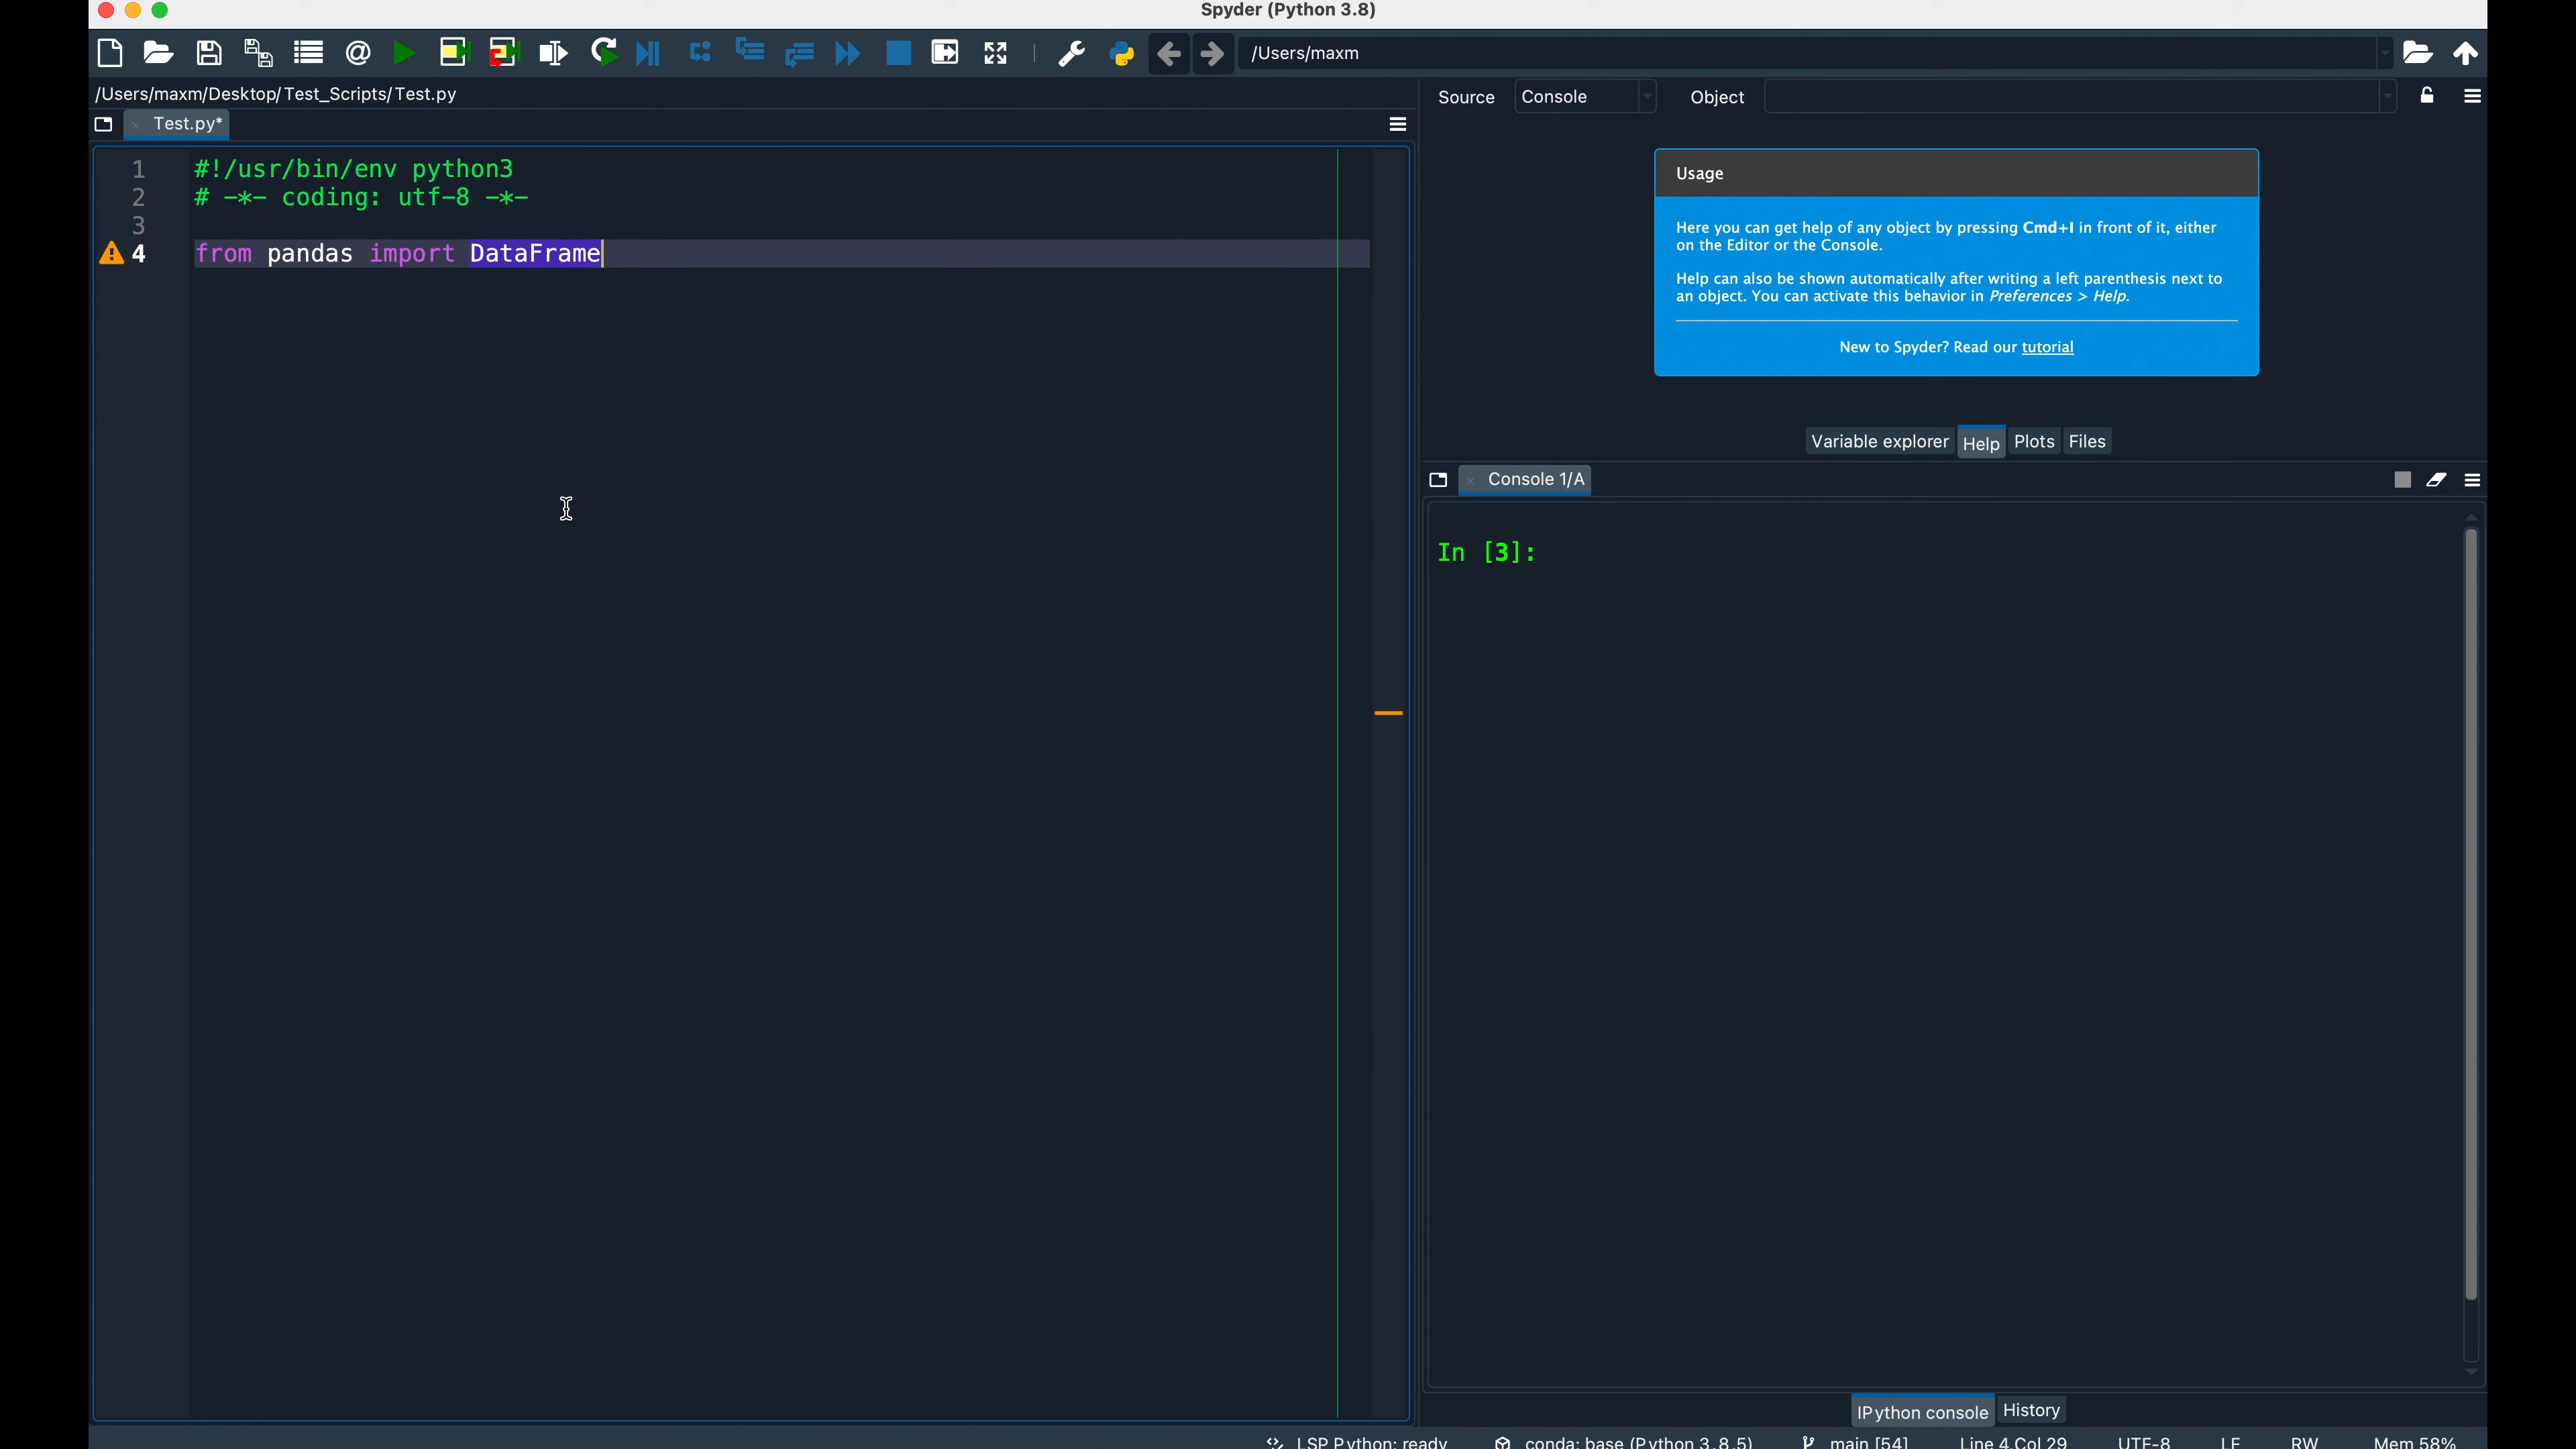 Spyder (Python 3.8)
/Users/maxm
/Users/maxm/Desktop/Test_Scripts/Test.py
Test.py*
1 #!/usr/bin/env python3
2 # -*- coding: utf-8 -*-
3
4 from pandas import DataFrame
Source Console Object
Usage
Here you can get help of any object by pressing Cmd+I in front of it, either
on the Editor or the Console.
Help can also be shown automatically after writing a left parenthesis next to
an object. You can activate this behavior in Preferences > Help.
New to Spyder? Read our tutorial
Variable explorer Help Plots Files
Console 1/A
In [3]:
IPython console History
LSP Python: ready conda: base (Python 3.8.5) main [54] Line 4, Col 29 UTF-8 LF RW Mem 58%